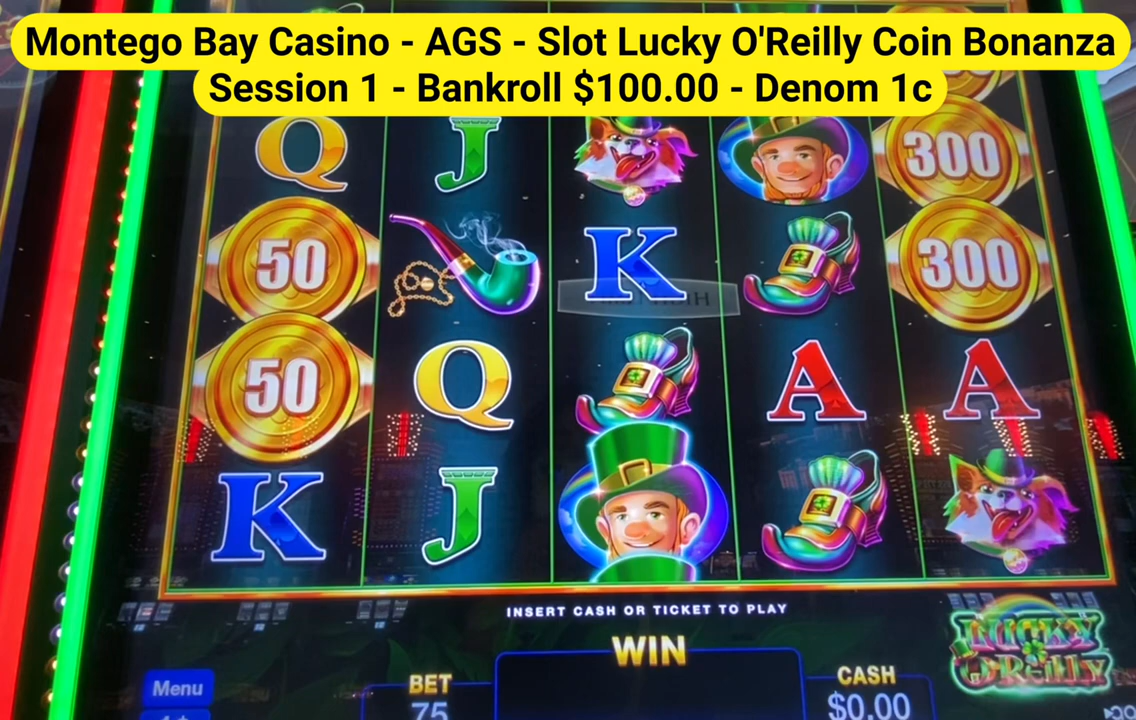 Montego Bay Casino - AGS - Slot Lucky O'Reilly Coin Bonanza
Session 1 - Bankroll $100.00 - Denom 1c
Q J 300
50 K 300
50 Q A A
K J
INSERT CASH OR TICKET TO PLAY
WIN
LUCKY
O'REILLY
Menu
BET
75
CASH
$0.00